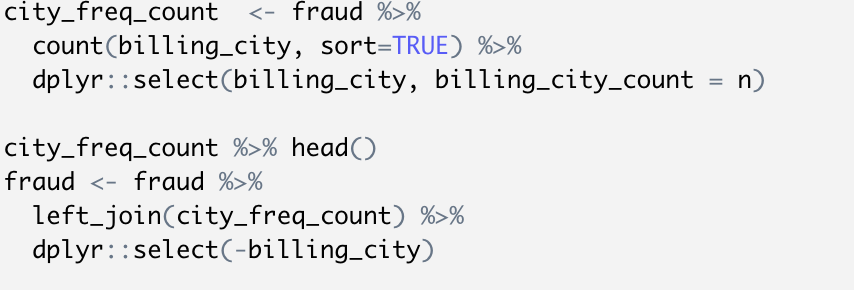 city_freq_count  <- fraud %>%
  count(billing_city, sort=TRUE) %>%
  dplyr::select(billing_city, billing_city_count = n)

city_freq_count %>% head()
fraud <- fraud %>%
  left_join(city_freq_count) %>%
  dplyr::select(-billing_city)